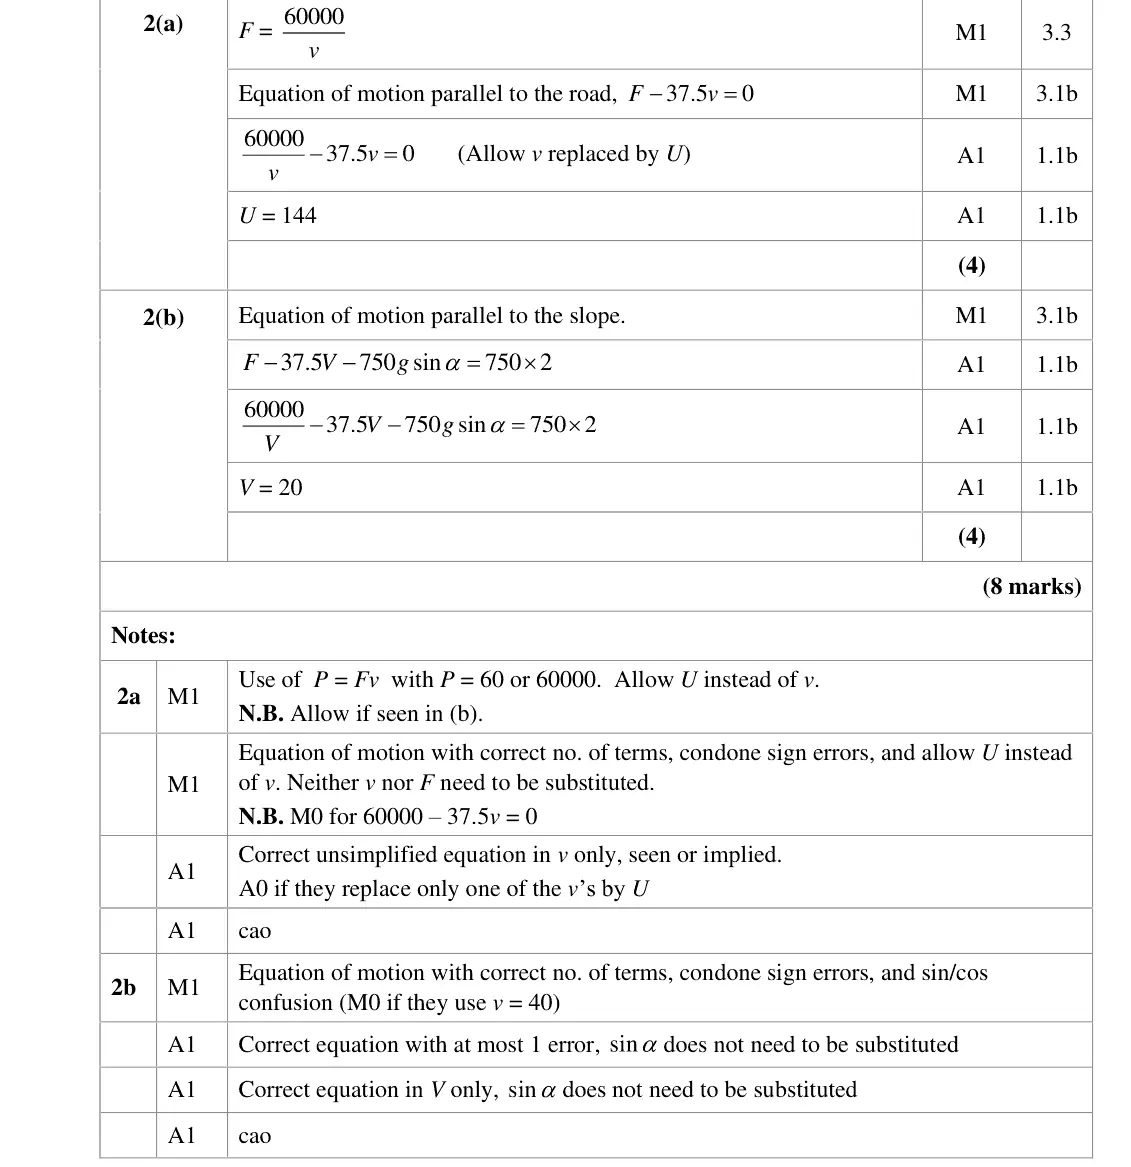 2(a) F = 60000/v M1 3.3
Equation of motion parallel to the road, F − 37.5v = 0 M1 3.1b
60000/v − 37.5v = 0 (Allow v replaced by U) A1 1.1b
U = 144 A1 1.1b
(4)
2(b) Equation of motion parallel to the slope. M1 3.1b
F − 37.5V − 750g sin α = 750 × 2 A1 1.1b
60000/V − 37.5V − 750g sin α = 750 × 2 A1 1.1b
V = 20 A1 1.1b
(4)
(8 marks)
Notes:
2a M1 Use of P = Fv with P = 60 or 60000. Allow U instead of v.
N.B. Allow if seen in (b).
M1 Equation of motion with correct no. of terms, condone sign errors, and allow U instead
of v. Neither v nor F need to be substituted.
N.B. M0 for 60000 – 37.5v = 0
A1 Correct unsimplified equation in v only, seen or implied.
A0 if they replace only one of the v’s by U
A1 cao
2b M1 Equation of motion with correct no. of terms, condone sign errors, and sin/cos
confusion (M0 if they use v = 40)
A1 Correct equation with at most 1 error, sin α does not need to be substituted
A1 Correct equation in V only, sin α does not need to be substituted
A1 cao